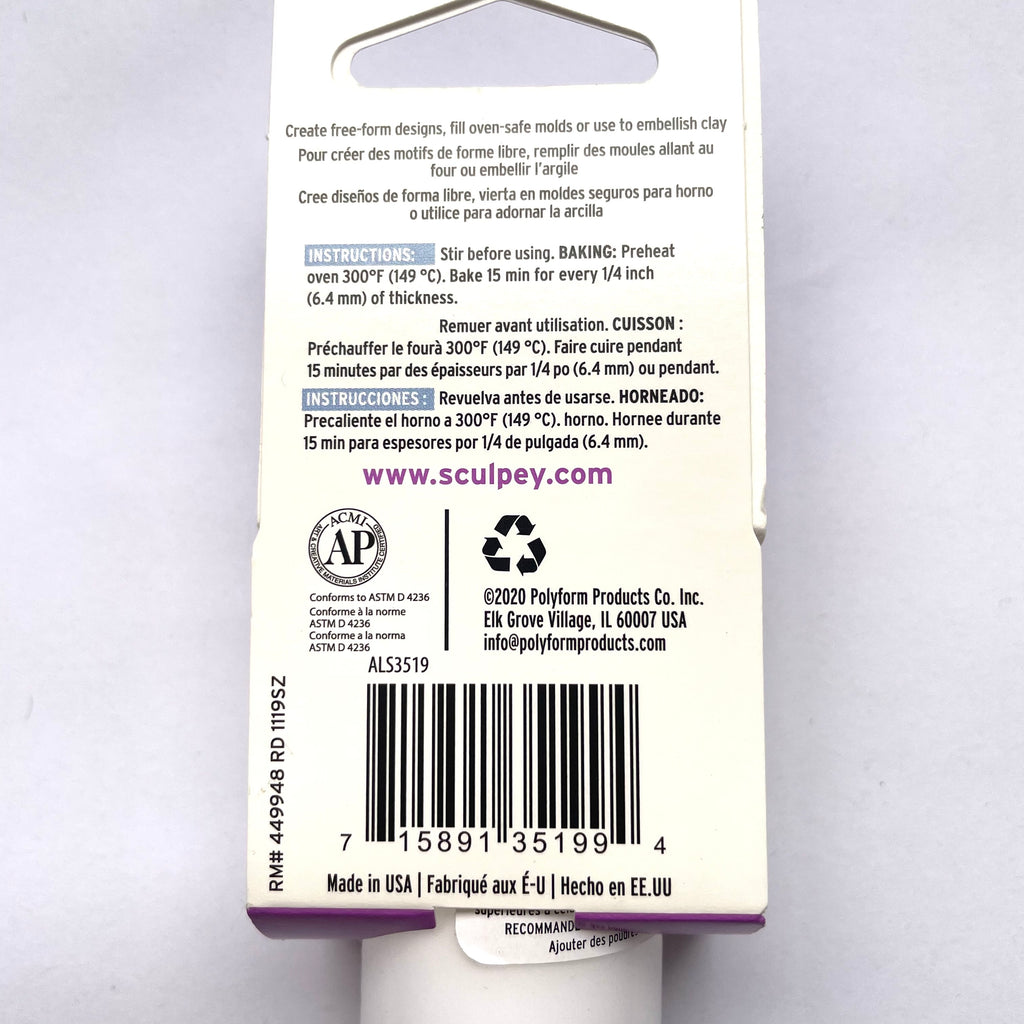 Create free-form designs, fill oven-safe molds or use to embellish clay
Pour créer des motifs de forme libre, remplir des moules allant au
four ou embellir l'argile
Cree diseños de forma libre, vierta en moldes seguros para horno
o utilice para adornar la arcilla
INSTRUCTIONS: Stir before using. BAKING: Preheat
oven 300°F (149 °C). Bake 15 min for every 1/4 inch
(6.4 mm) of thickness.
Remuer avant utilisation. CUISSON :
Préchauffer le fourà 300°F (149 °C). Faire cuire pendant
15 minutes par des épaisseurs par 1/4 po (6.4 mm) ou pendant.
INSTRUCCIONES : Revuelva antes de usarse. HORNEADO:
Precaliente el horno a 300°F (149 °C). horno. Hornee durante
15 min para espesores por 1/4 de pulgada (6.4 mm).
www.sculpey.com
ACMI
AP
ART & CREATIVE MATERIALS INSTITUTE CERTIFIED
Conforms to ASTM D 4236
Conforme à la norme
ASTM D 4236
Conforme a la norma
ASTM D 4236
©2020 Polyform Products Co. Inc.
Elk Grove Village, IL 60007 USA
info@polyformproducts.com
ALS3519
RM# 449948 RD 1119SZ
7 15891 35199 4
Made in USA | Fabriqué aux É-U | Hecho en EE.UU
supérieures à
RECOMMAND
Ajouter des